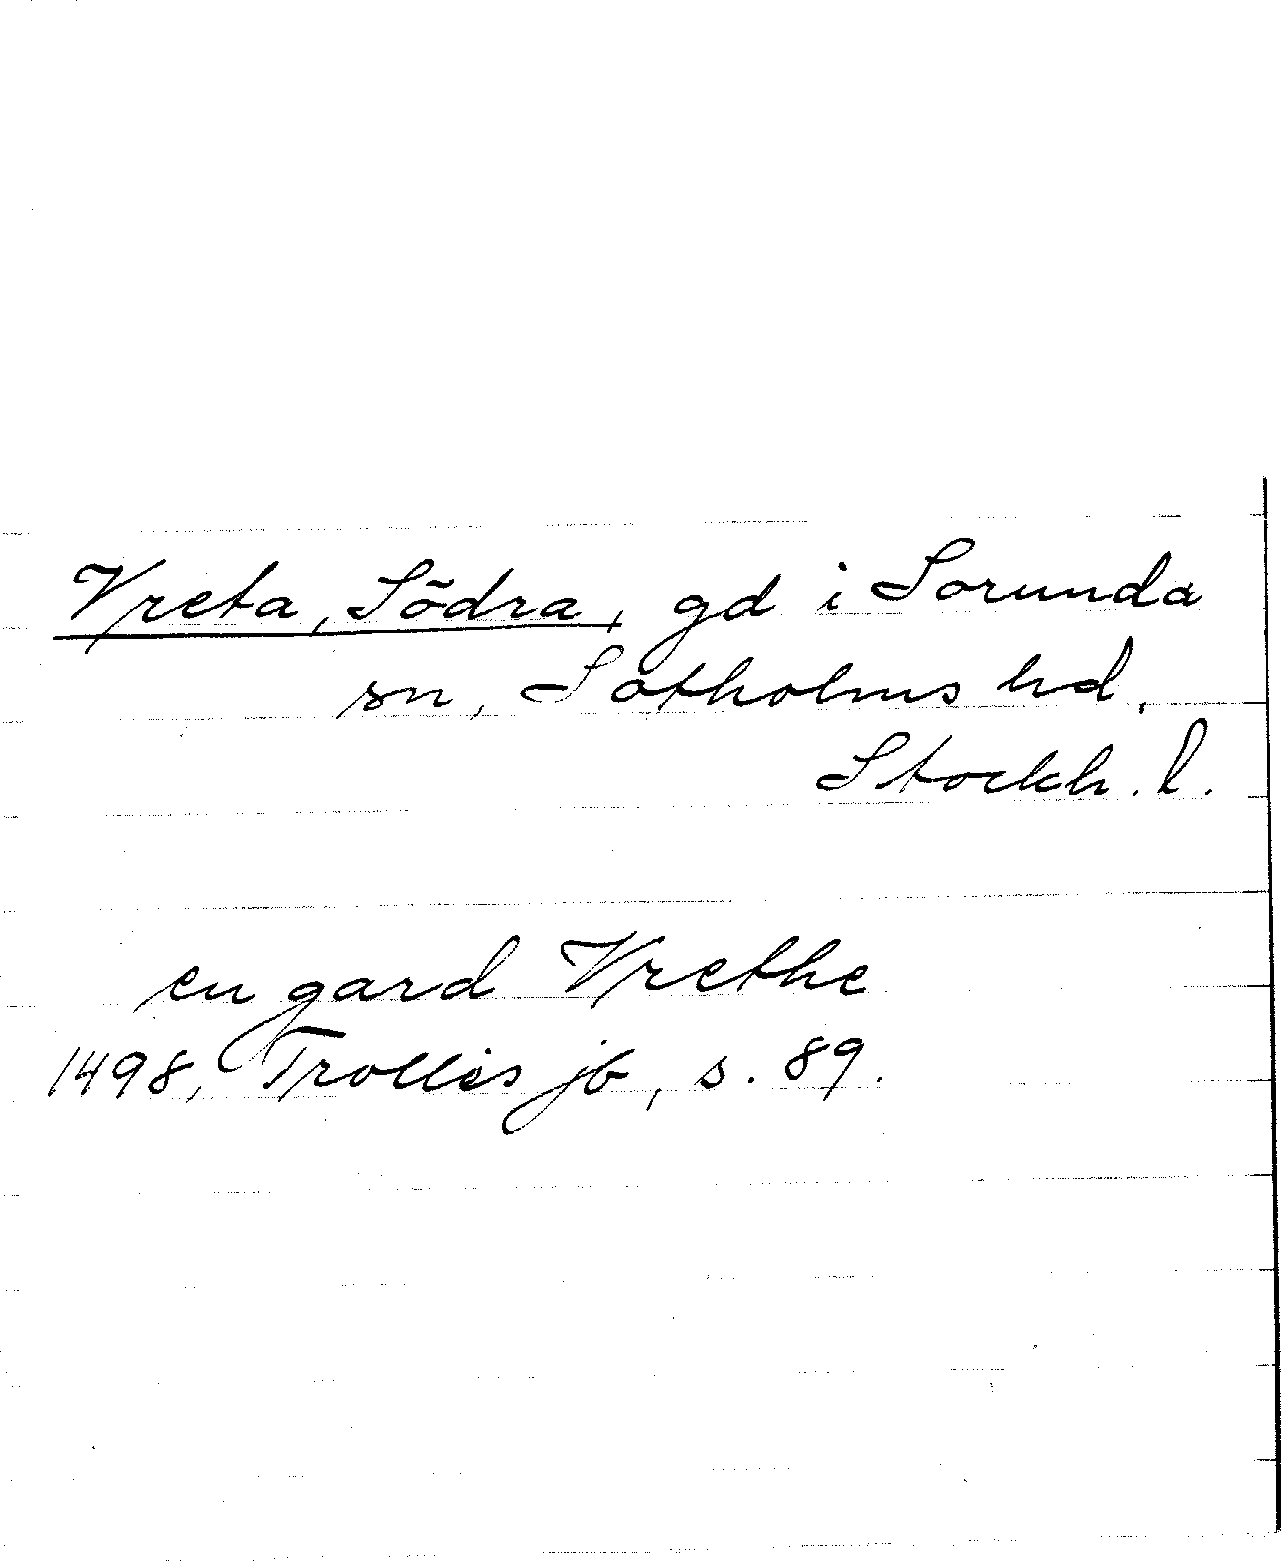 Vreta, Södra, gd i Sorunda
sn, Sotholms hd,
Stockh. l.
en gard Vrethe
1498, Trolles jb, s. 89.